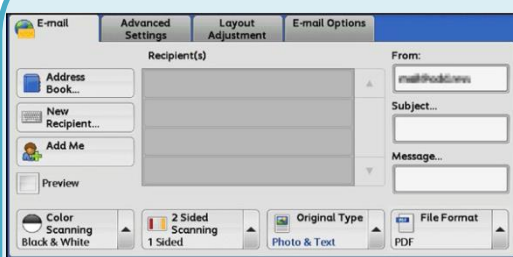 E-mail
Advanced
Settings
Layout
Adjustment
E-mail Options
Recipient(s)
From:
Address
Book...
New
Recipient...
Subject...
Add Me
Message...
Preview
Color
Scanning
Black & White
2 Sided
Scanning
1 Sided
Original Type
Photo & Text
File Format
PDF